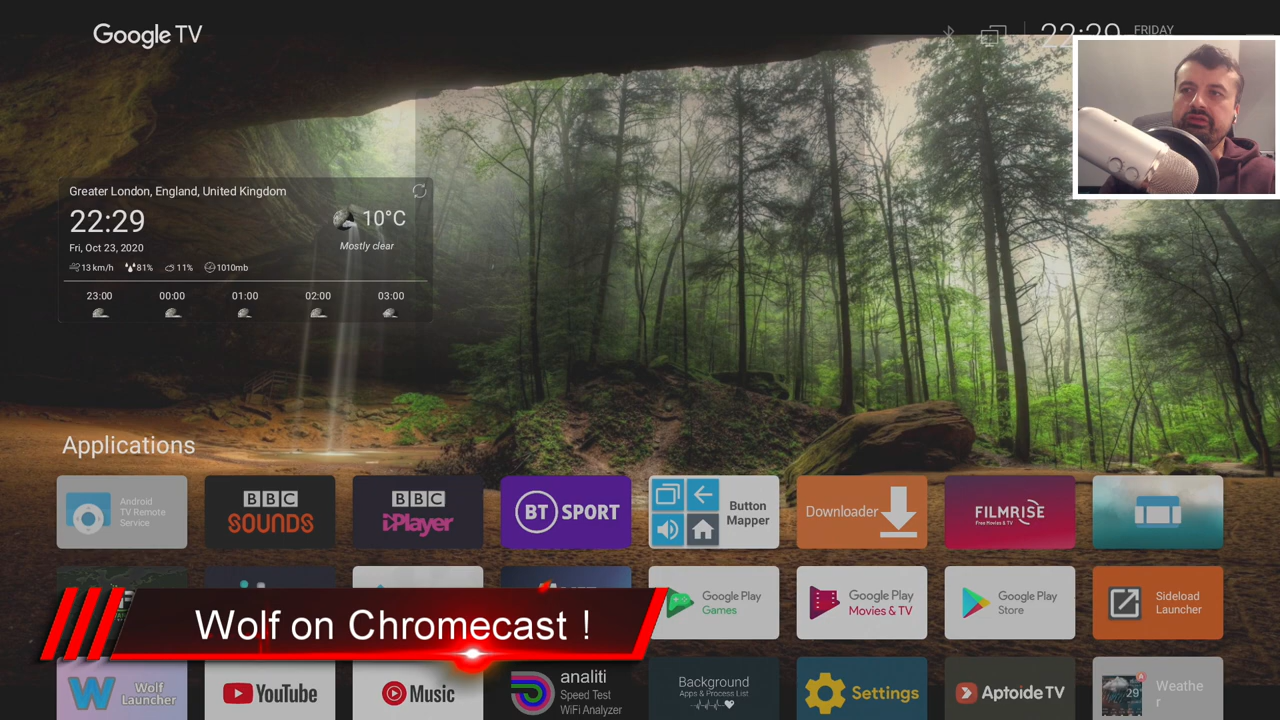 Google TV
22:29
FRIDAY
Greater London, England, United Kingdom
22:29
10°C
Fri, Oct 23, 2020
Mostly clear
13 km/h
81%
11%
1010mb
23:00
00:00
01:00
02:00
03:00
Applications
Android
TV Remote
Service
BBC
SOUNDS
BBC
iPlayer
BT SPORT
Button
Mapper
Downloader
FILMRISE
Free Movies & TV
Google Play
Games
Google Play
Movies & TV
Google Play
Store
Sideload
Launcher
Wolf on Chromecast !
W
Wolf
Launcher
YouTube
Music
analiti
Speed Test
WiFi Analyzer
Background
Apps & Process List
Settings
AptoideTV
29°
A
Weathe
r